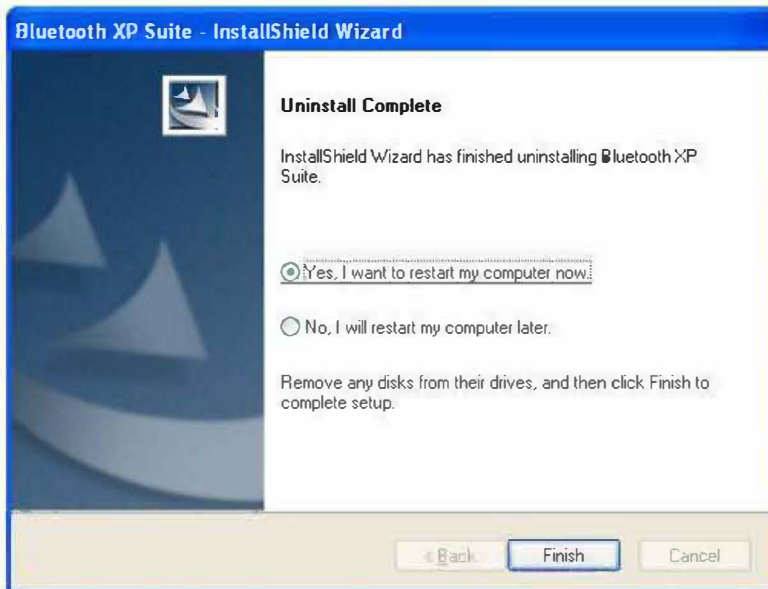 Bluetooth XP Suite - InstallShield Wizard
Uninstall Complete
InstallShield Wizard has finished uninstalling Bluetooth XP
Suite.
Yes, I want to restart my computer now.
No, I will restart my computer later.
Remove any disks from their drives, and then click Finish to
complete setup.
< Back Finish Cancel